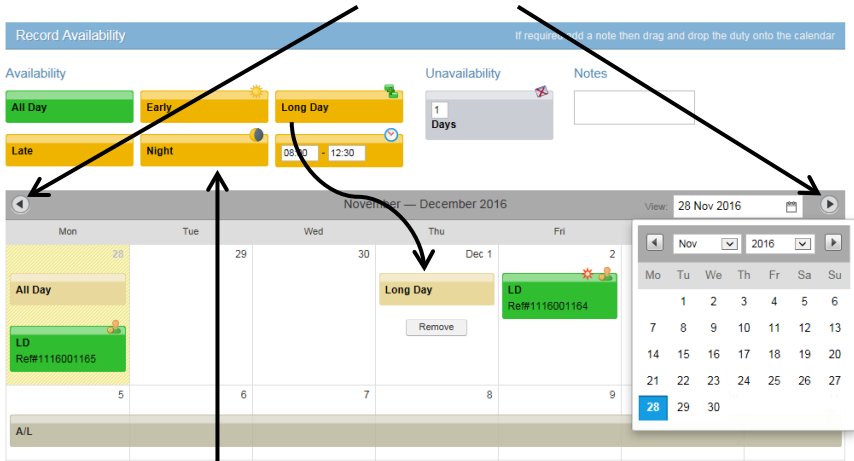 Record Availability
If required add a note then drag and drop the duty onto the calendar
Availability
Unavailability
Notes
All Day
Early
Long Day
1
Days
Late
Night
08:00 - 12:30
November — December 2016
View: 28 Nov 2016
Mon Tue Wed Thu Fri
Nov 2016
Mo Tu We Th Fr Sa Su
1 2 3 4 5 6
7 8 9 10 11 12 13
14 15 16 17 18 19 20
21 22 23 24 25 26 27
28 29 30
28 29 30 Dec 1 2
All Day
Long Day
LD
Ref#1116001164
Remove
LD
Ref#1116001165
5 6 7 8 9
A/L